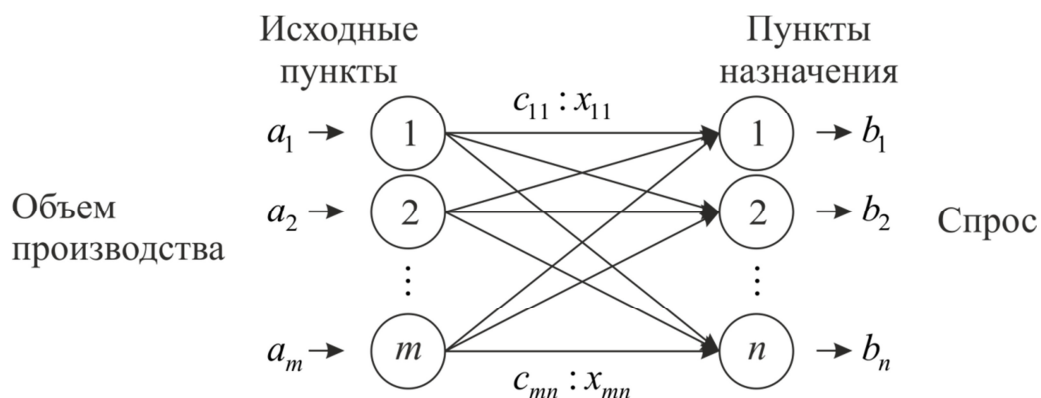 Исходные
пункты
Пункты
назначения
c₁₁ : x₁₁
a₁ 1 1 b₁
Объем
производства
a₂ 2 2 b₂
Спрос
⋮ ⋮
aₘ m n bₙ
cₘₙ : xₘₙ